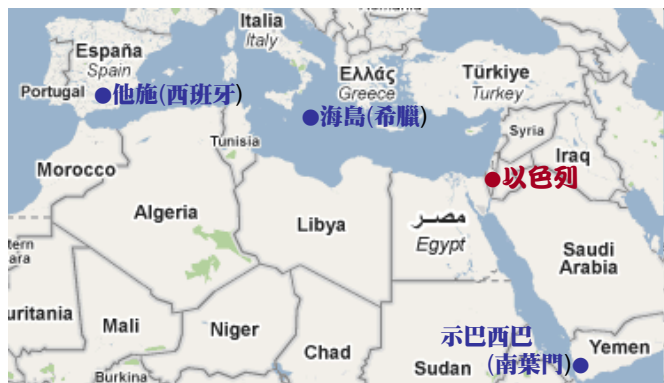 Italia
Italy
España
Spain
Portugal
●他施(西班牙)
Ελλάς
Greece
Türkiye
Turkey
●海島(希臘)
Tunisia
Syria
Iraq
Morocco
●以色列
Algeria
Libya
مصر
Egypt
Saudi
Arabia
tern
ara
uritania
Mali
Niger
Chad
Sudan
示巴西巴
(南葉門)●
Yemen
Burkina